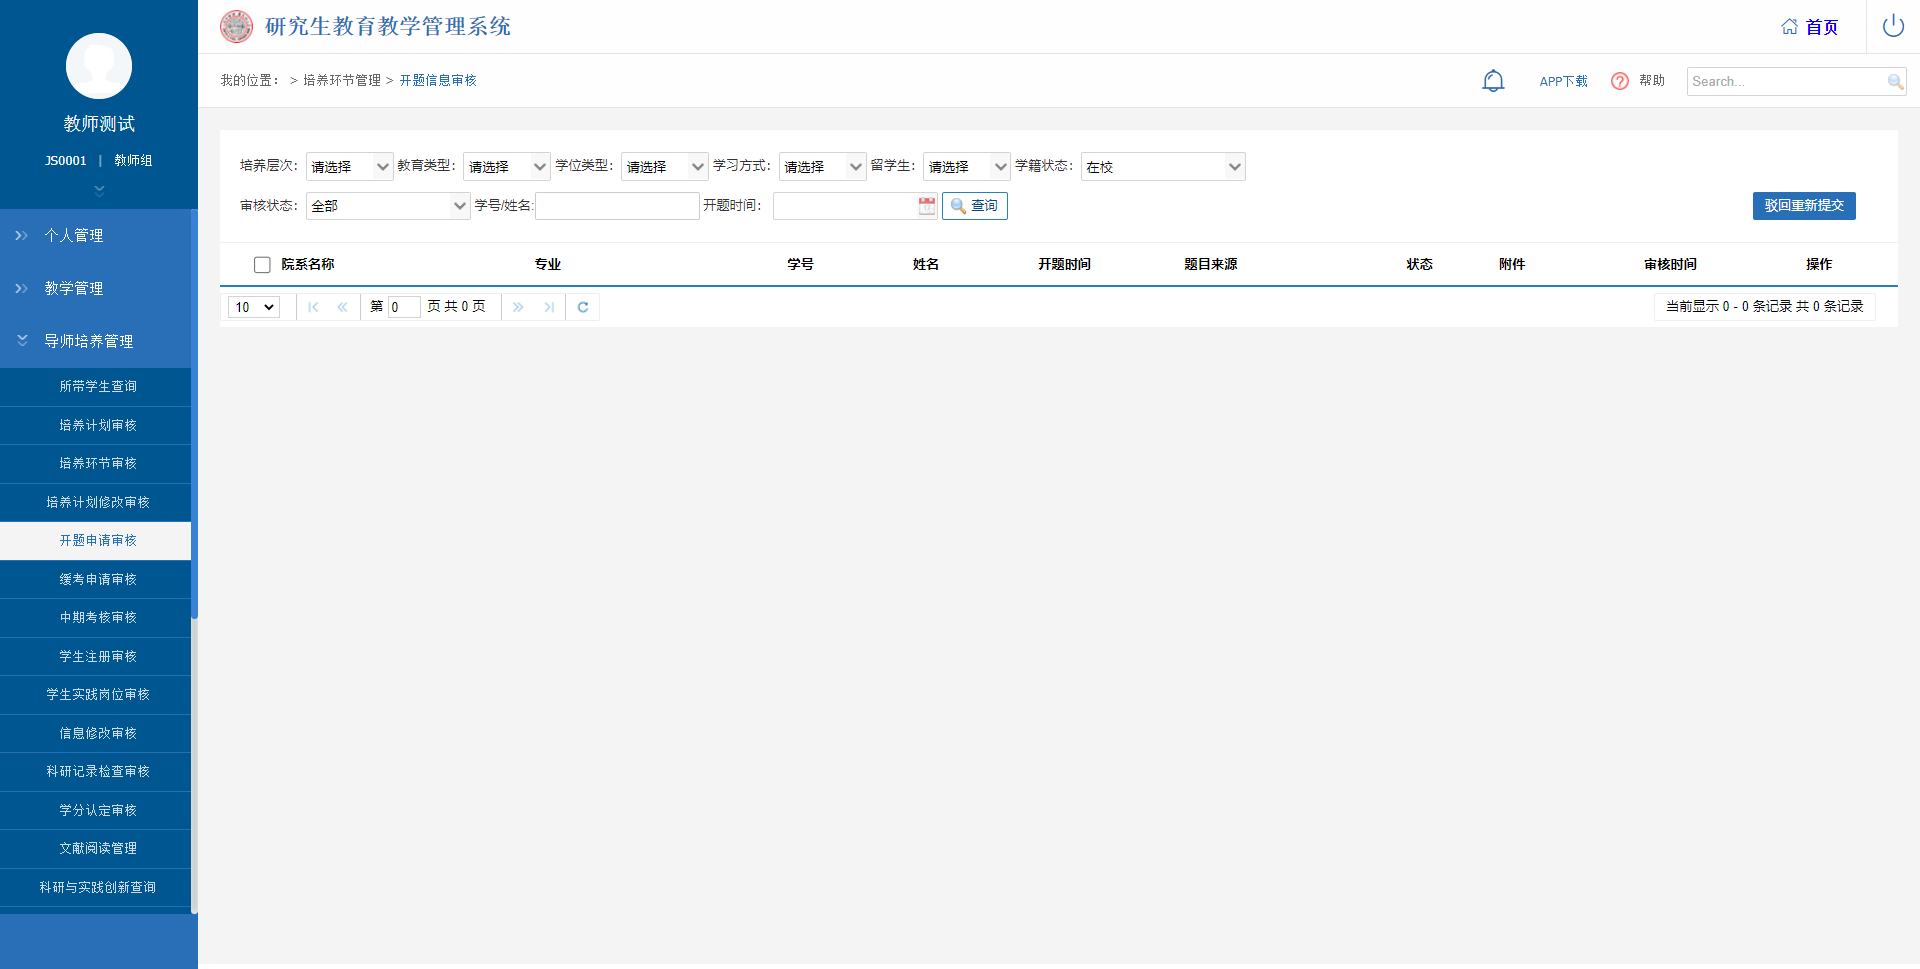 研究生教育教学管理系统
首页
教师测试
JS0001 | 教师组
我的位置： > 培养环节管理 > 开题信息审核
APP下载
帮助
Search...
个人管理
教学管理
导师培养管理
所带学生查询
培养计划审核
培养环节审核
培养计划修改审核
开题申请审核
缓考申请审核
中期考核审核
学生注册审核
学生实践岗位审核
信息修改审核
科研记录检查审核
学分认定审核
文献阅读管理
科研与实践创新查询
培养层次： 请选择 教育类型： 请选择 学位类型： 请选择 学习方式： 请选择 留学生： 请选择 学籍状态： 在校
审核状态： 全部 学号/姓名: 开题时间： 查询 驳回重新提交
院系名称 专业 学号 姓名 开题时间 题目来源 状态 附件 审核时间 操作
10 第 0 页 共 0 页 当前显示 0 - 0 条记录 共 0 条记录